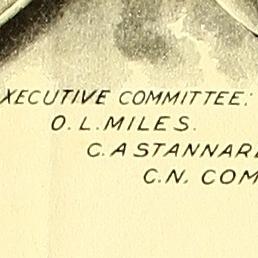 XECUTIVE COMMITTEE:
O.L.MILES.
C.A STANNAR
C.N. COM